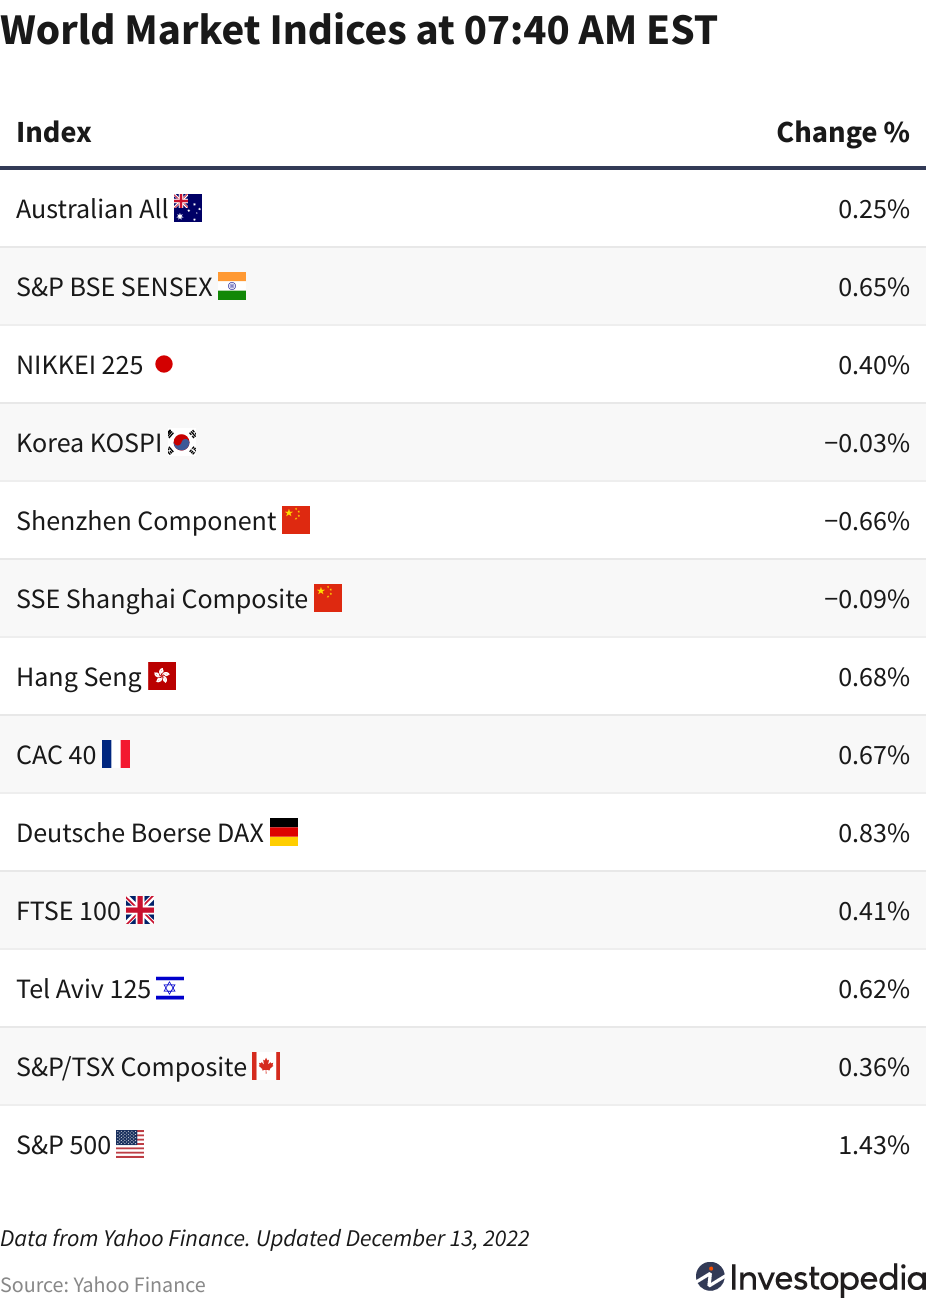 World Market Indices at 07:40 AM EST
Index Change %
Australian All 0.25%
S&P BSE SENSEX 0.65%
NIKKEI 225 0.40%
Korea KOSPI −0.03%
Shenzhen Component −0.66%
SSE Shanghai Composite −0.09%
Hang Seng 0.68%
CAC 40 0.67%
Deutsche Boerse DAX 0.83%
FTSE 100 0.41%
Tel Aviv 125 0.62%
S&P/TSX Composite 0.36%
S&P 500 1.43%
Data from Yahoo Finance. Updated December 13, 2022
Source: Yahoo Finance
Investopedia